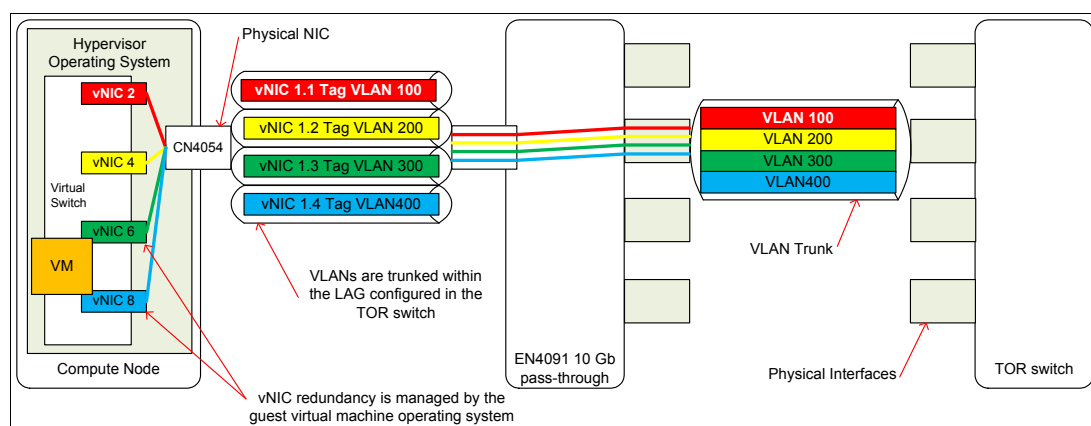 Hypervisor
Operating System
vNIC 2
vNIC 4
Virtual
Switch
vNIC 6
VM
vNIC 8
Compute Node
Physical NIC
CN4054
vNIC 1.1 Tag VLAN 100
vNIC 1.2 Tag VLAN 200
vNIC 1.3 Tag VLAN 300
vNIC 1.4 Tag VLAN400
VLANs are trunked within
the LAG configured in the
TOR switch
vNIC redundancy is managed by the
guest virtual machine operating system
EN4091 10 Gb
pass-through
VLAN 100
VLAN 200
VLAN 300
VLAN400
VLAN Trunk
Physical Interfaces
TOR switch